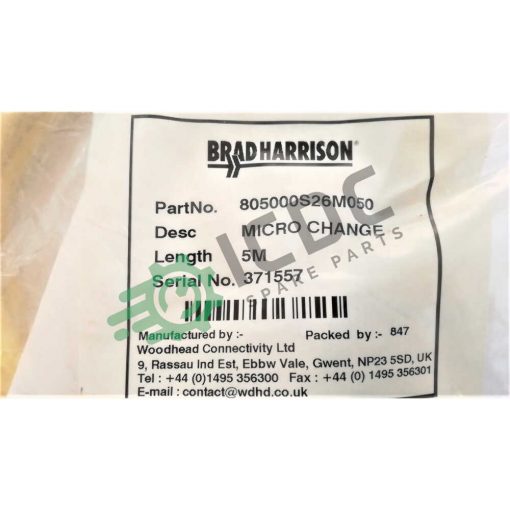 BRAD HARRISON®
PartNo. 805000S26M050
Desc MICRO CHANGE
Length 5M
Serial No. 371557
Manufactured by :- Packed by :- 847
Woodhead Connectivity Ltd
9, Rassau Ind Est, Ebbw Vale, Gwent, NP23 5SD, UK
Tel : +44 (0)1495 356300 Fax : +44 (0) 1495 356301
E-mail : contact@wdhd.co.uk
ICDC
SPARE PARTS